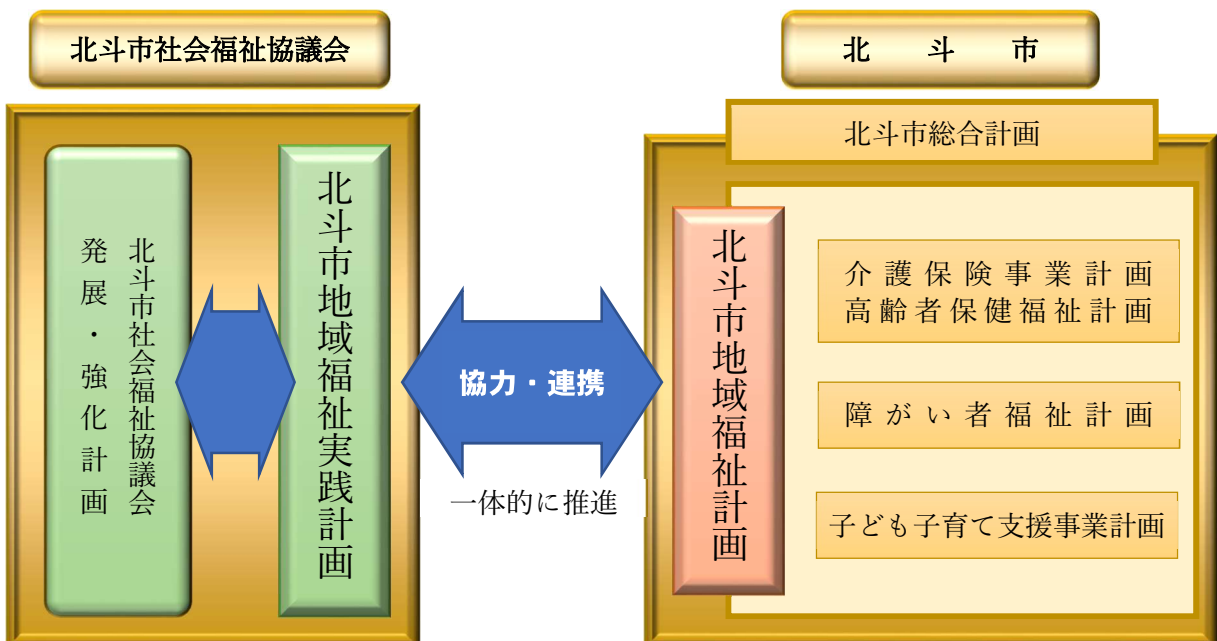 北斗市社会福祉協議会
北斗市社会福祉協議会
発展・強化計画
北斗市地域福祉実践計画
協力・連携
一体的に推進
北斗市
北斗市総合計画
北斗市地域福祉計画
介護保険事業計画
高齢者保健福祉計画
障がい者福祉計画
子ども子育て支援事業計画